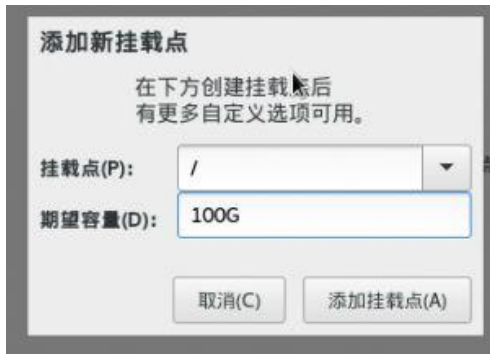 添加新挂载点
在下方创建挂载点后
有更多自定义选项可用。
挂载点(P): /
期望容量(D): 100G
取消(C) 添加挂载点(A)